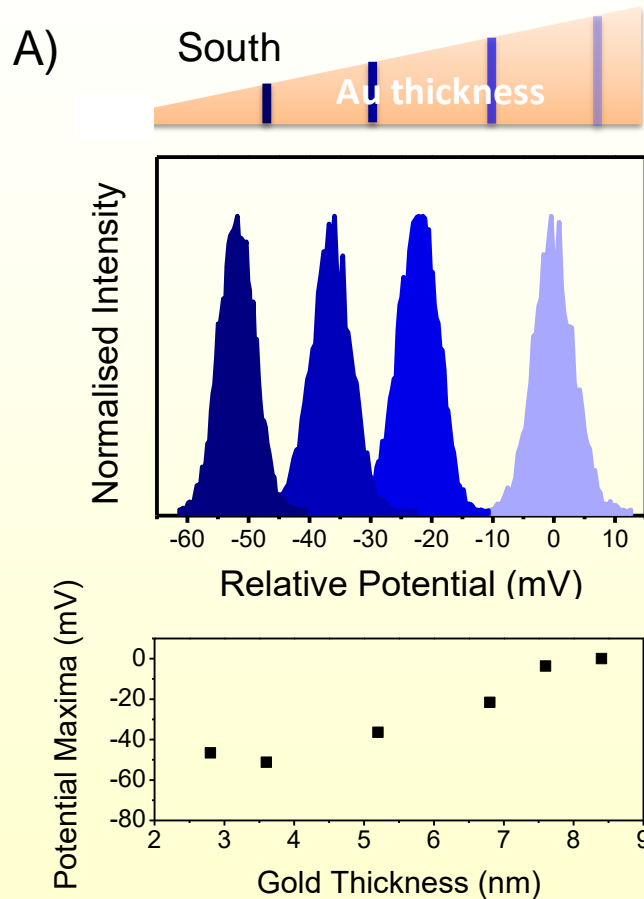 A)
South
Au thickness
Normalised Intensity
-60 -50 -40 -30 -20 -10 0 10
Relative Potential (mV)
Potential Maxima (mV)
0
-20
-40
-60
-80
2 3 4 5 6 7 8 9
Gold Thickness (nm)